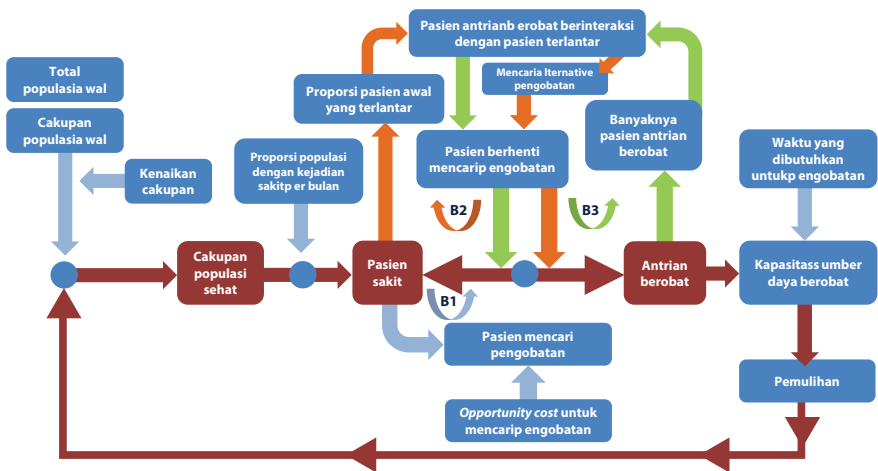 Pasien antrianb erobat berinteraksi
dengan pasien terlantar
Total
populasia wal
Mencaria lternative
pengobatan
Proporsi pasien awal
yang terlantar
Banyaknya
pasien antrian
berobat
Cakupan
populasia wal
Kenaikan
cakupan
Proporsi populasi
dengan kejadian
sakitp er bulan
Pasien berhenti
mencarip engobatan
Waktu yang
dibutuhkan
untukp engobatan
B2
B3
Cakupan
populasi
sehat
Pasien
sakit
Antrian
berobat
Kapasitass umber
daya berobat
B1
Pasien mencari
pengobatan
Pemulihan
Opportunity cost untuk
mencarip engobatan